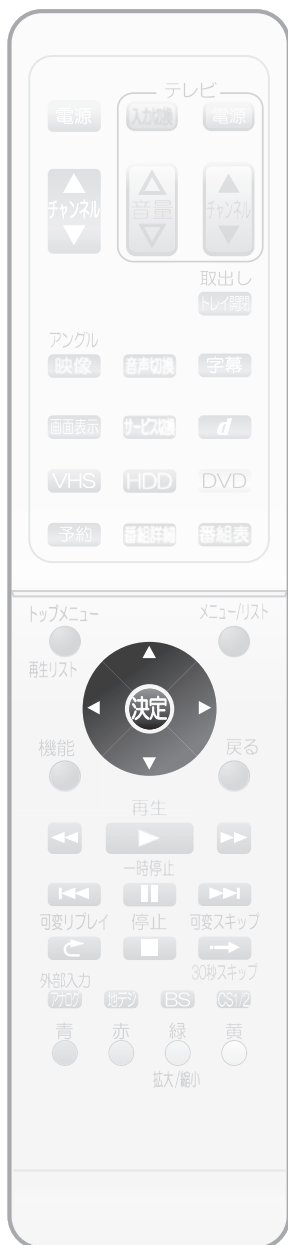 テレビ
電源 入力切換 電源
チャンネル 音量 チャンネル
取出し
トレイ開閉
アングル
映像 音声切換 字幕
画面表示 サービス切換 d
VHS HDD DVD
予約 番組詳細 番組表
トップメニュー メニュー/リスト
再生リスト
決定
機能 戻る
再生
一時停止
可変リプレイ 停止 可変スキップ
30秒スキップ
外部入力
アナログ 地デジ BS CS1/2
青 赤 緑 黄
拡大/縮小